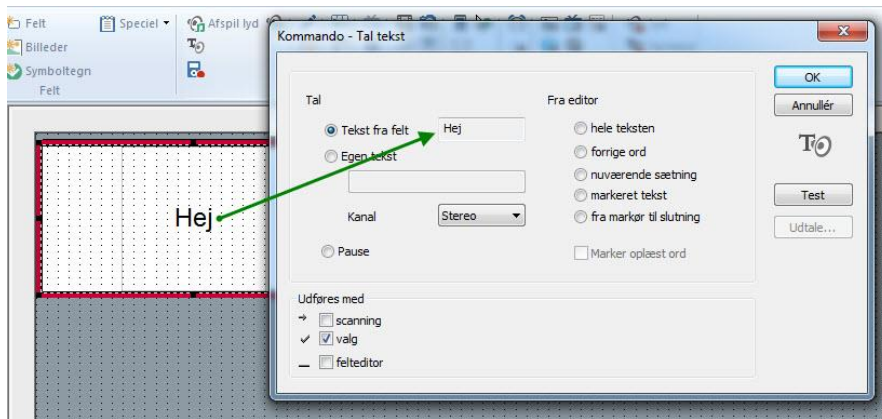 Felt
Speciel
Afspil lyd
Billeder
Symboltegn
Felt
Hej
Kommando - Tal tekst
Tal
Tekst fra felt
Hej
Egen tekst
Kanal
Stereo
Pause
Fra editor
hele teksten
forrige ord
nuværende sætning
markeret tekst
fra markør til slutning
Marker oplæst ord
OK
Annullér
Test
Udtale...
Udføres med
scanning
valg
felteditor